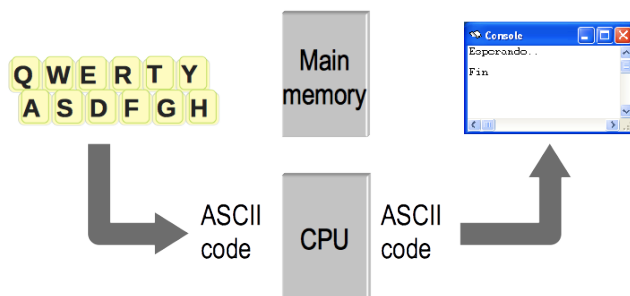 Q W E R T Y
A S D F G H
Main
memory
Console
Esperando..
Fin
ASCII
code
CPU
ASCII
code